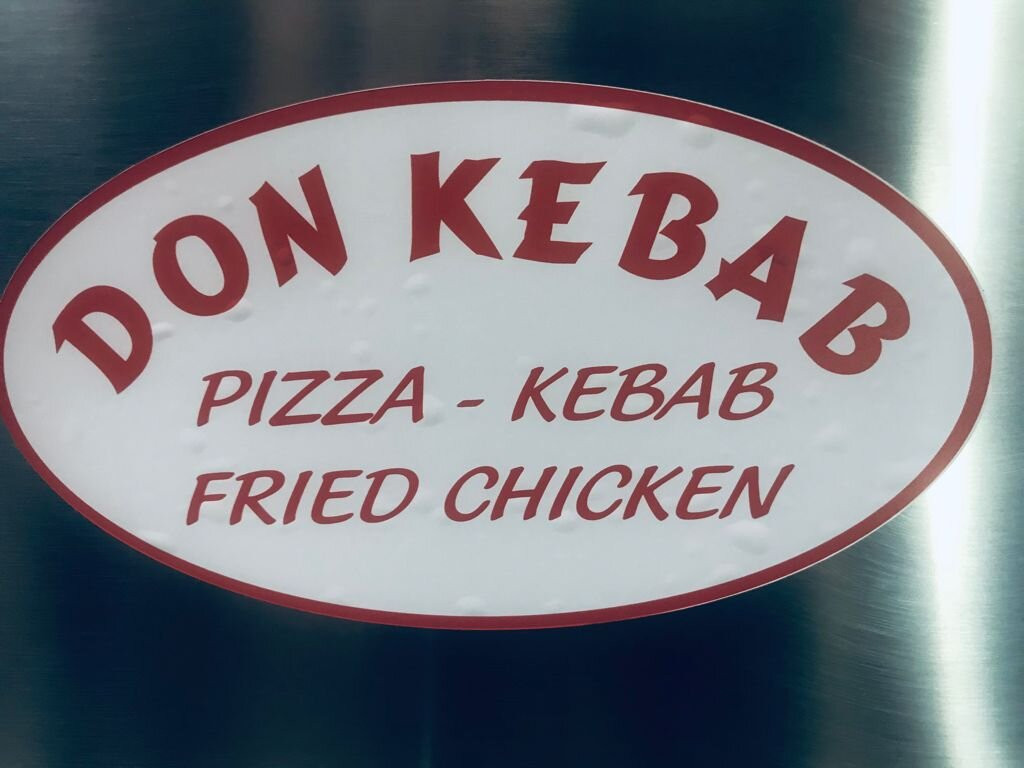 DON KEBAB
PIZZA - KEBAB
FRIED CHICKEN